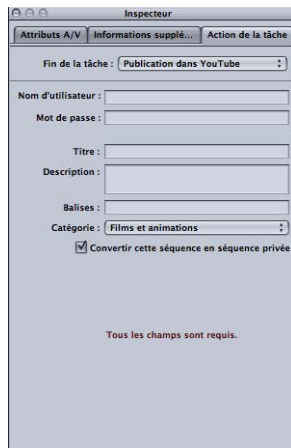 Inspecteur
Attributs A/V Informations supplé... Action de la tâche
Fin de la tâche : Publication dans YouTube
Nom d'utilisateur :
Mot de passe :
Titre :
Description :
Balises :
Catégorie : Films et animations
Convertir cette séquence en séquence privée
Tous les champs sont requis.